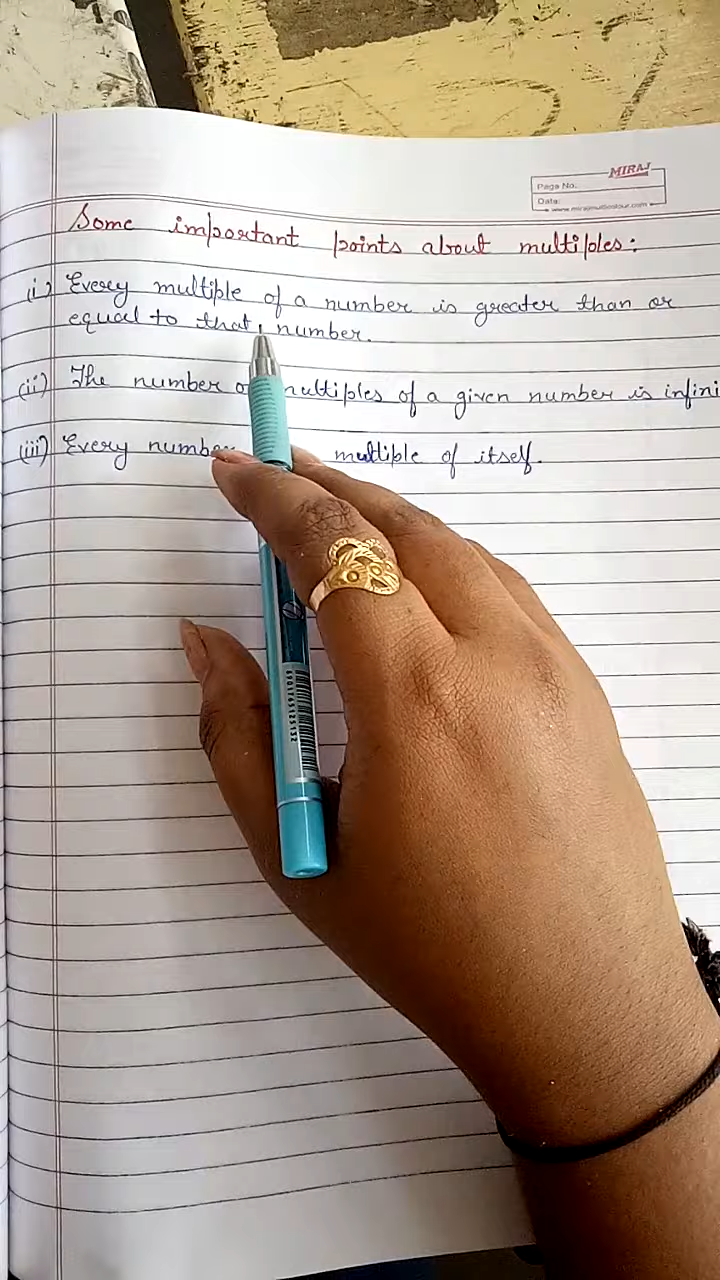 MIRAJ
Page No.
Date:
Some important points about multiples:
(i) Every multiple of a number is greater than or
equal to that number.
(ii) The number multiples of a given number is infini
(iii) Every number multiple of itself.
8901765125132